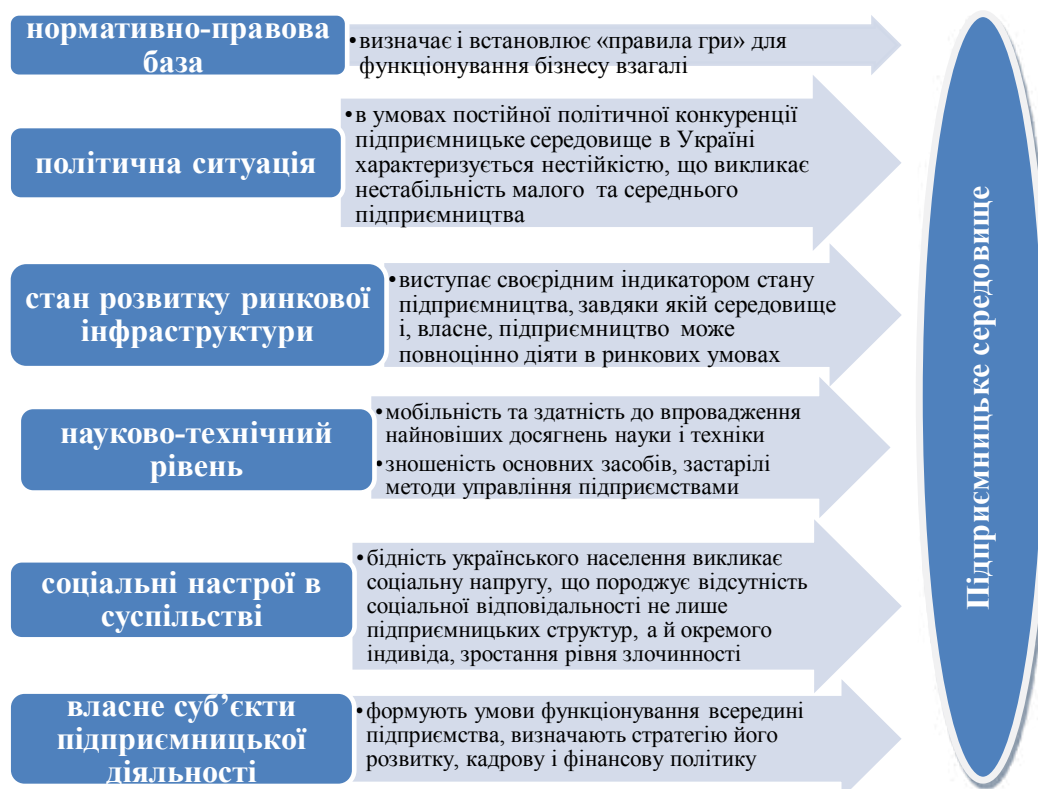 нормативно-правова
база
•визначає і встановлює «правила гри» для
функціонування бізнесу взагалі
політична ситуація
•в умовах постійної політичної конкуренції
підприємницьке середовище в Україні
характеризується нестійкістю, що викликає
нестабільність малого та середнього
підприємництва
стан розвитку ринкової
інфраструктури
•виступає своєрідним індикатором стану
підприємництва, завдяки якій середовище
і, власне, підприємництво може
повноцінно діяти в ринкових умовах
науково-технічний
рівень
•мобільність та здатність до впровадження
найновіших досягнень науки і техніки
•зношеність основних засобів, застарілі
методи управління підприємствами
соціальні настрої в
суспільстві
•бідність українського населення викликає
соціальну напругу, що породжує відсутність
соціальної відповідальності не лише
підприємницьких структур, а й окремого
індивіда, зростання рівня злочинності
власне суб’єкти
підприємницької
діяльності
•формують умови функціонування всередині
підприємства, визначають стратегію його
розвитку, кадрову і фінансову політику
Підприємницьке середовище